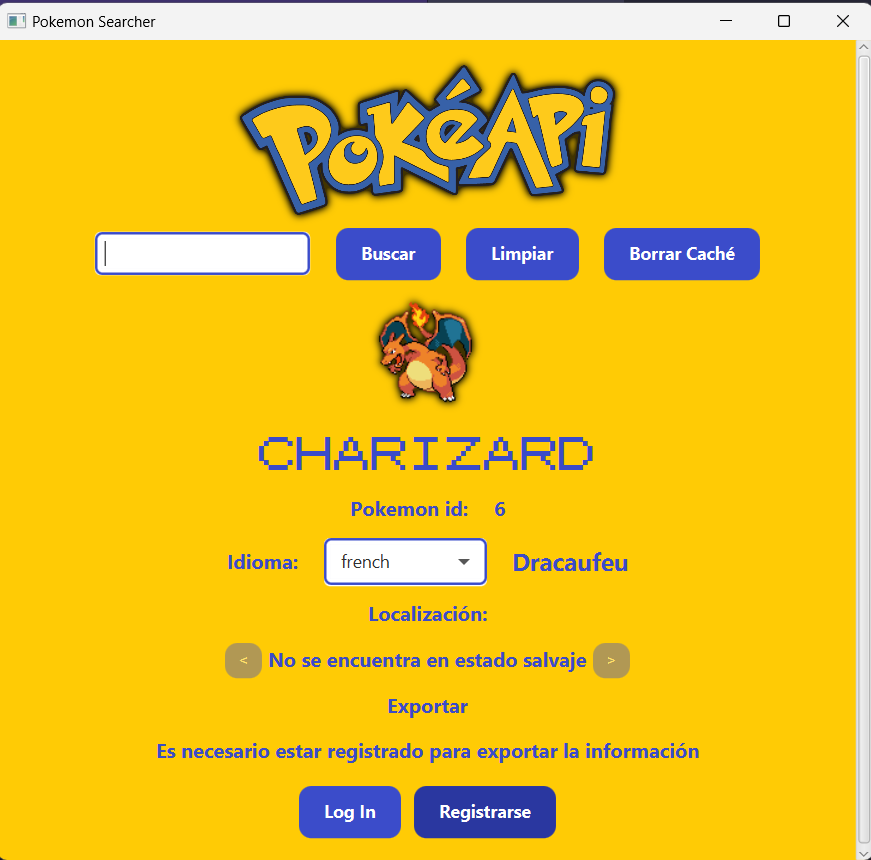 Pokemon Searcher
PokéApi
Buscar Limpiar Borrar Caché
CHARIZARD
Pokemon id: 6
Idioma: french Dracaufeu
Localización:
< No se encuentra en estado salvaje >
Exportar
Es necesario estar registrado para exportar la información
Log In Registrarse